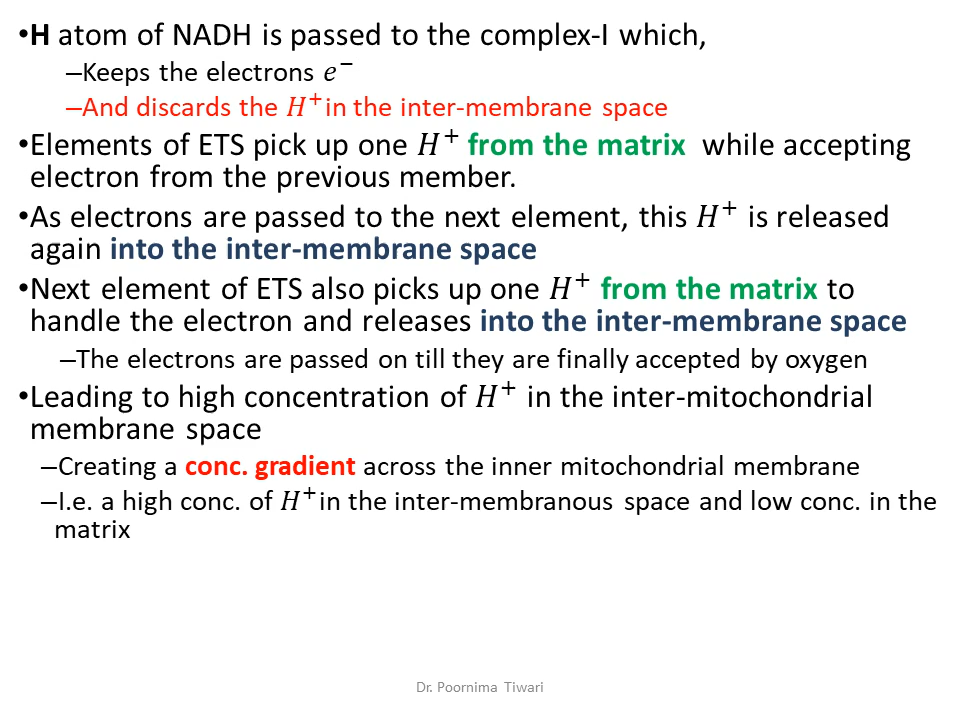 •H atom of NADH is passed to the complex-I which,
–Keeps the electrons e⁻
–And discards the H⁺ in the inter-membrane space
•Elements of ETS pick up one H⁺ from the matrix while accepting
electron from the previous member.
•As electrons are passed to the next element, this H⁺ is released
again into the inter-membrane space
•Next element of ETS also picks up one H⁺ from the matrix to
handle the electron and releases into the inter-membrane space
–The electrons are passed on till they are finally accepted by oxygen
•Leading to high concentration of H⁺ in the inter-mitochondrial
membrane space
–Creating a conc. gradient across the inner mitochondrial membrane
–I.e. a high conc. of H⁺ in the inter-membranous space and low conc. in the
matrix
Dr. Poornima Tiwari